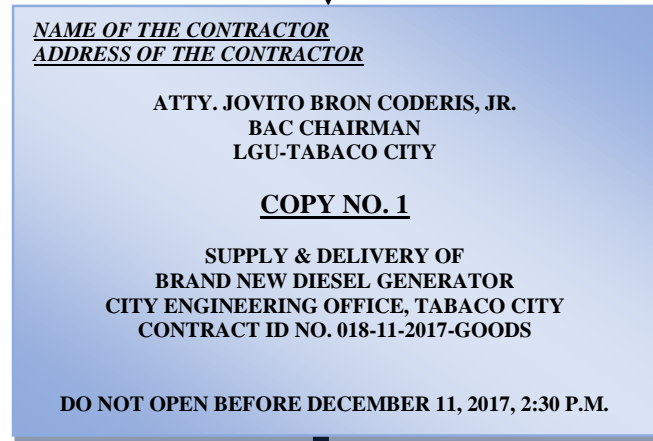 NAME OF THE CONTRACTOR
ADDRESS OF THE CONTRACTOR
ATTY. JOVITO BRON CODERIS, JR.
BAC CHAIRMAN
LGU-TABACO CITY
COPY NO. 1
SUPPLY & DELIVERY OF
BRAND NEW DIESEL GENERATOR
CITY ENGINEERING OFFICE, TABACO CITY
CONTRACT ID NO. 018-11-2017-GOODS
DO NOT OPEN BEFORE DECEMBER 11, 2017, 2:30 P.M.